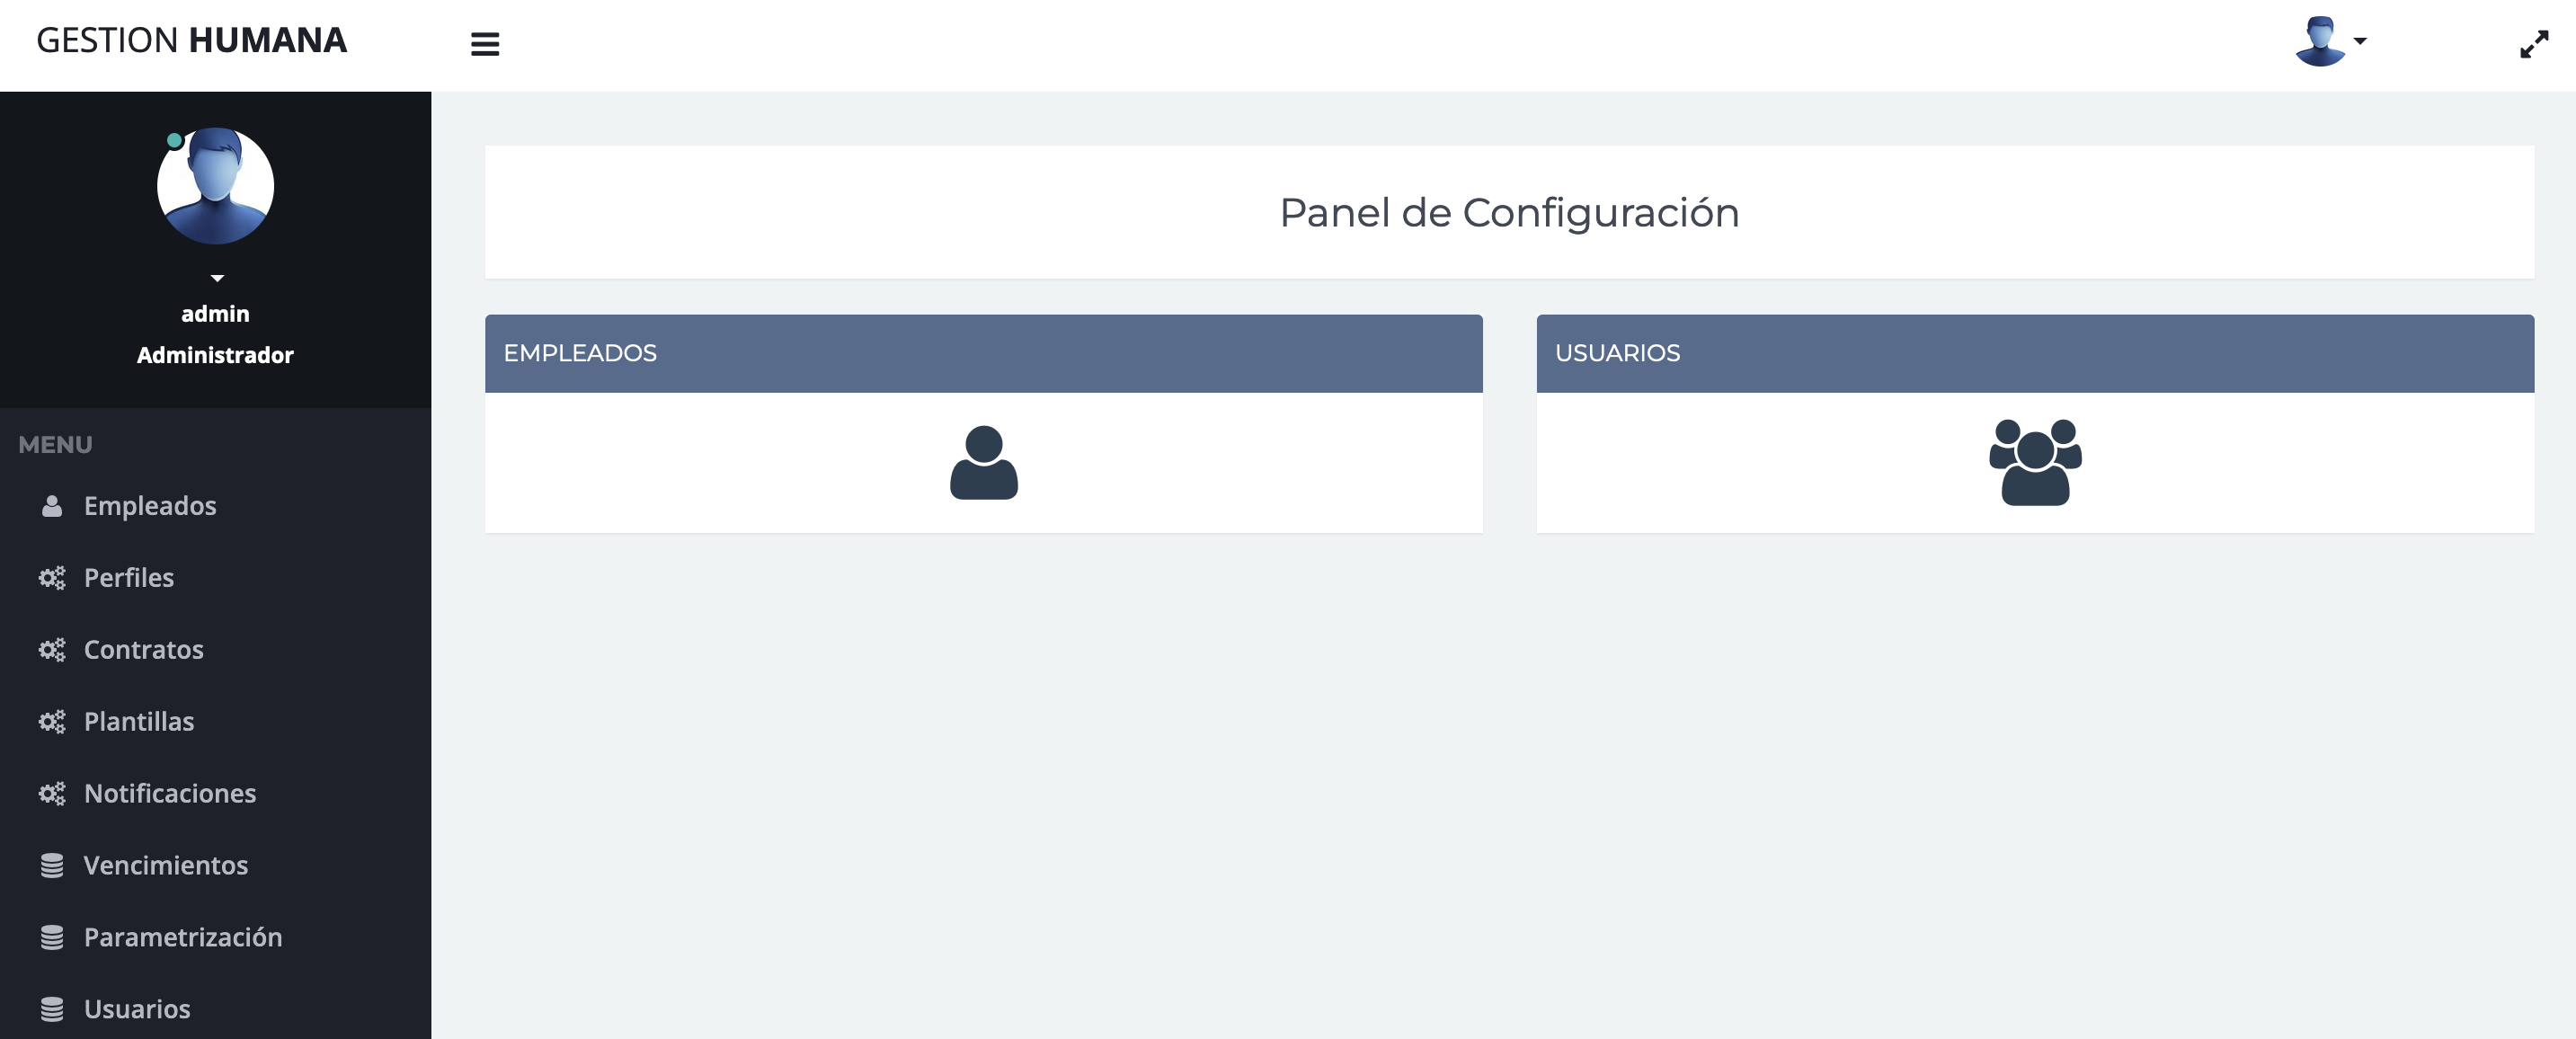 GESTION HUMANA
admin
Administrador
MENU
Empleados
Perfiles
Contratos
Plantillas
Notificaciones
Vencimientos
Parametrización
Usuarios
Panel de Configuración
EMPLEADOS
USUARIOS